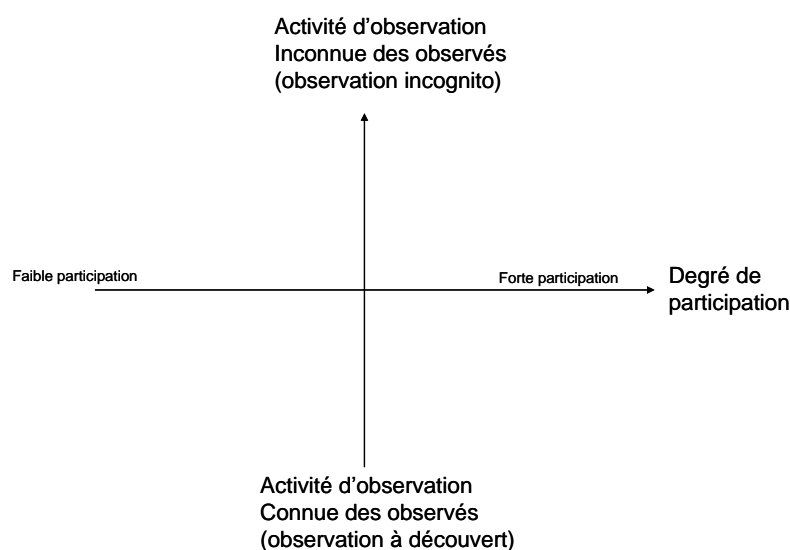 Activité d’observation
Inconnue des observés
(observation incognito)
Faible participation
Forte participation
Degré de
participation
Activité d’observation
Connue des observés
(observation à découvert)